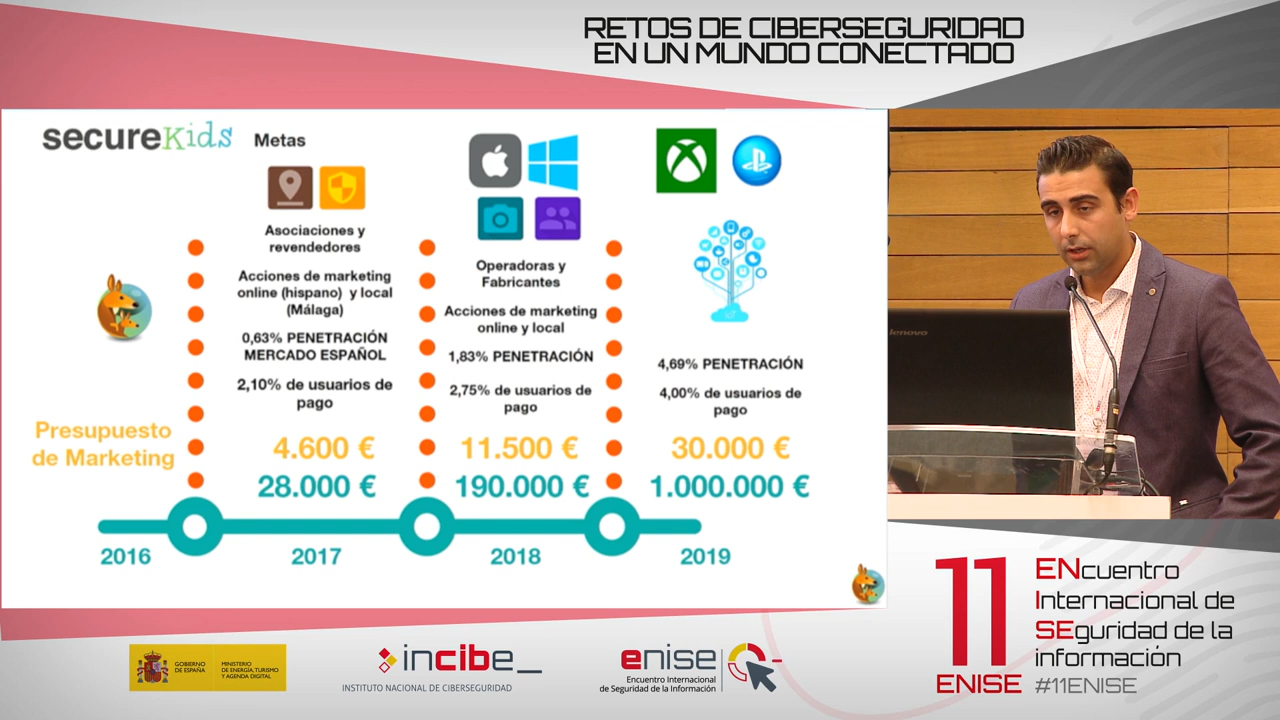 RETOS DE CIBERSEGURIDAD
EN UN MUNDO CONECTADO
secureKids
Metas
Asociaciones y
revendedores
Acciones de marketing
online (hispano) y local
(Málaga)
0,63% PENETRACIÓN
MERCADO ESPAÑOL
2,10% de usuarios de
pago
4.600 €
28.000 €
Operadoras y
Fabricantes
Acciones de marketing
online y local
1,83% PENETRACIÓN
2,75% de usuarios de
pago
11.500 €
190.000 €
IoT
4,69% PENETRACIÓN
4,00% de usuarios de
pago
30.000 €
1.000.000 €
Presupuesto
de Marketing
2016
2017
2018
2019
lenovo
GOBIERNO
DE ESPAÑA
MINISTERIO
DE ENERGÍA, TURISMO
Y AGENDA DIGITAL
incibe_
INSTITUTO NACIONAL DE CIBERSEGURIDAD
enise
Encuentro Internacional
de Seguridad de la Información
11
ENISE
ENcuentro
Internacional de
SEguridad de la
información
#11ENISE